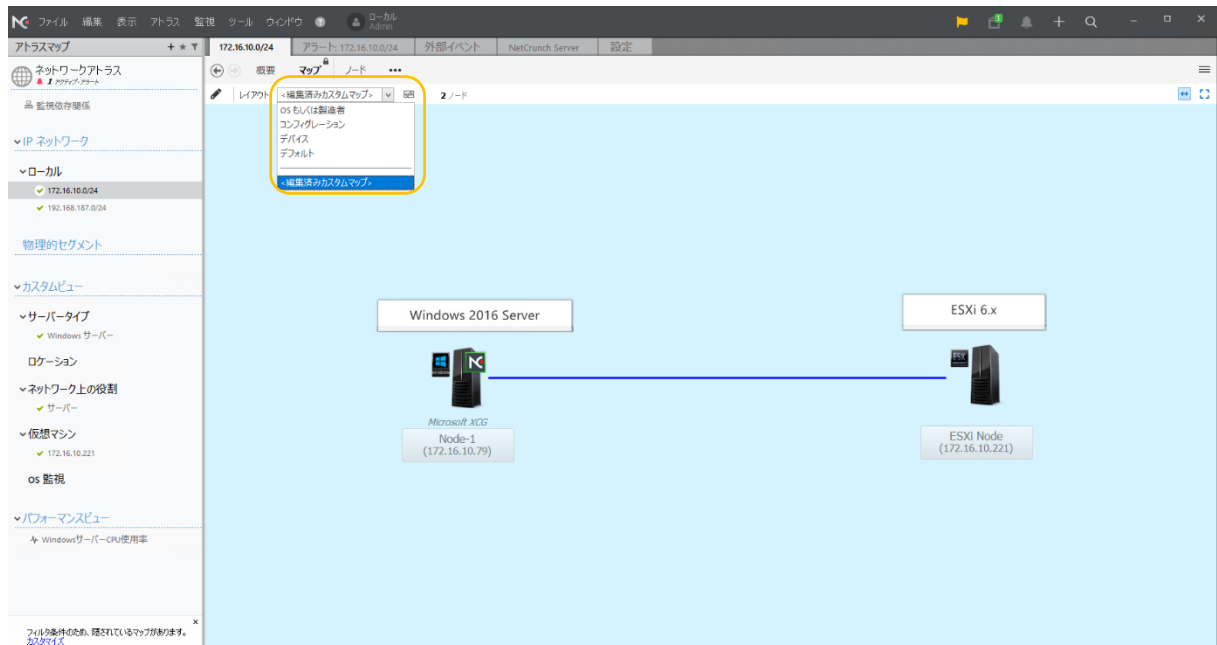 ファイル 編集 表示 アトラス 監視 ツール ウィンドウ ローカル Admin
アトラスマップ
172.16.10.0/24 アラート: 172.16.10.0/24 外部イベント NetCrunch Server 設定
ネットワークアトラス
1 アクティブ・アラート
概要 マップ ノード •••
レイアウト <編集済みカスタムマップ> 2 ノード
OS もしくは製造者
コンフィグレーション
デバイス
デフォルト
<編集済みカスタムマップ>
監視依存関係
IP ネットワーク
ローカル
172.16.10.0/24
192.168.187.0/24
物理的セグメント
カスタムビュー
サーバータイプ
Windows サーバー
ロケーション
ネットワーク上の役割
サーバー
仮想マシン
172.16.10.221
OS 監視
パフォーマンスビュー
WindowsサーバーCPU使用率
フィルタ条件のため、隠されているマップがあります。
カスタマイズ
Windows 2016 Server
Microsoft XCG
Node-1
(172.16.10.79)
ESXi 6.x
ESX
ESXi Node
(172.16.10.221)